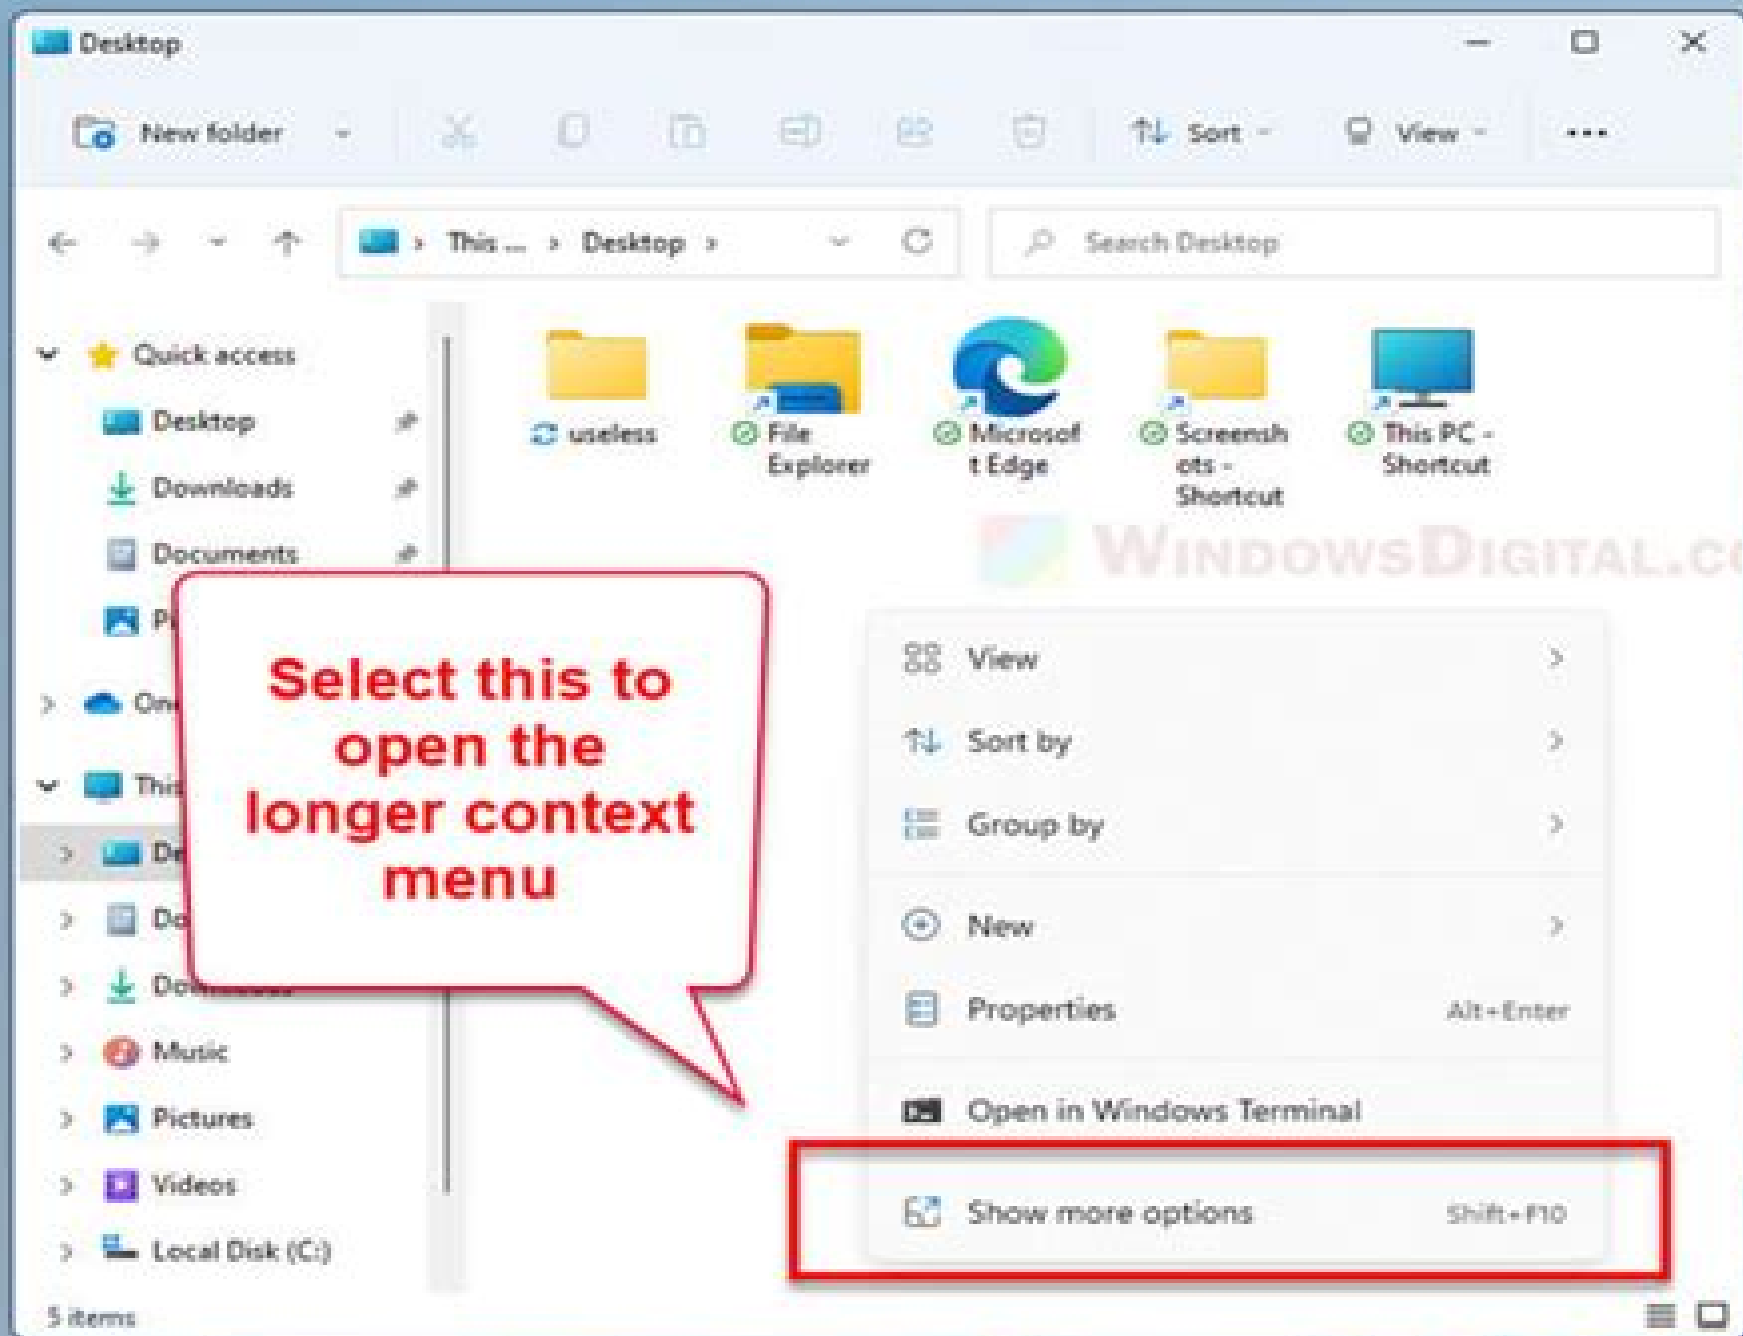 Desktop
New folder
Sort
View
This ... > Desktop >
Search Desktop
Quick access
Desktop
Downloads
Documents
useless
File
Explorer
Microsof
t Edge
Screensh
ots -
Shortcut
This PC -
Shortcut
WINDOWSDIGITAL.CO
Select this to
open the
longer context
menu
View
Sort by
Group by
New
Properties Alt+Enter
Open in Windows Terminal
Show more options Shift+F10
Music
Pictures
Videos
Local Disk (C:)
5 items